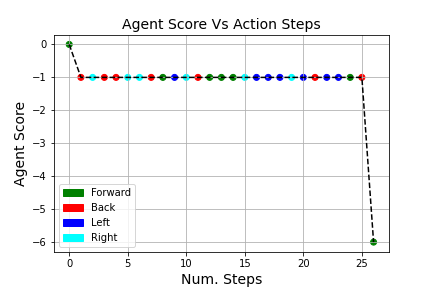 Agent Score Vs Action Steps
0
−1
−2
−3
−4
−5
−6
Agent Score
Forward
Back
Left
Right
0 5 10 15 20 25
Num. Steps